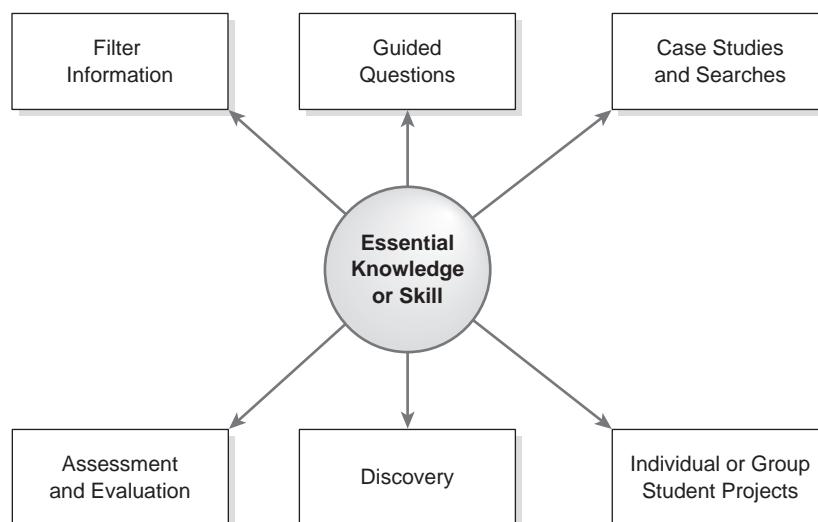 Filter
Information
Guided
Questions
Case Studies
and Searches
Essential
Knowledge
or Skill
Assessment
and Evaluation
Discovery
Individual or Group
Student Projects